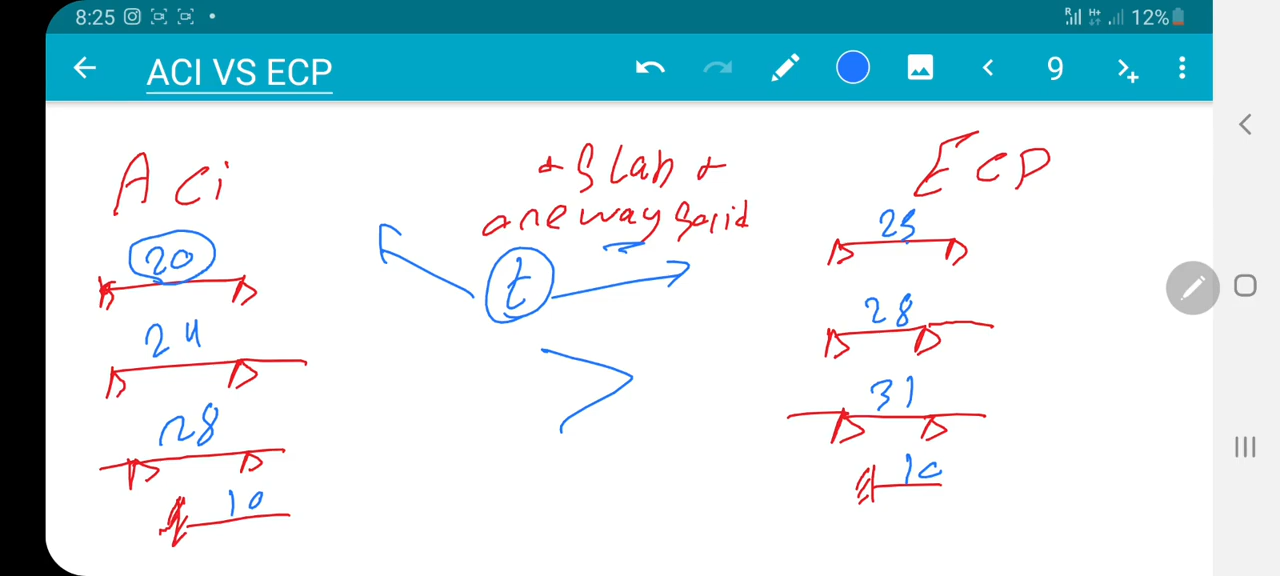 8:25 R H+ 12%
ACI VS ECP 9
ACi
* Slab *
one way Solid
ECP
20
24
28
10
t
>
25
28
31
10